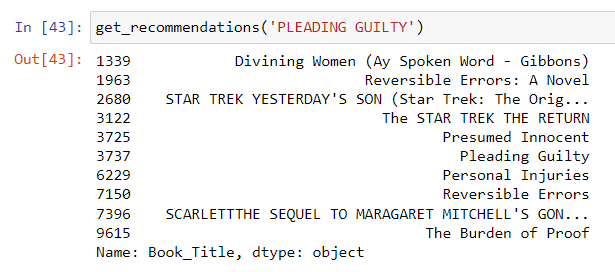 In [43]: get_recommendations('PLEADING GUILTY')
Out[43]: 1339 Divining Women (Ay Spoken Word - Gibbons)
1963 Reversible Errors: A Novel
2680 STAR TREK YESTERDAY'S SON (Star Trek: The Orig...
3122 The STAR TREK THE RETURN
3725 Presumed Innocent
3737 Pleading Guilty
6229 Personal Injuries
7150 Reversible Errors
7396 SCARLETTTHE SEQUEL TO MARAGARET MITCHELL'S GON...
9615 The Burden of Proof
Name: Book_Title, dtype: object